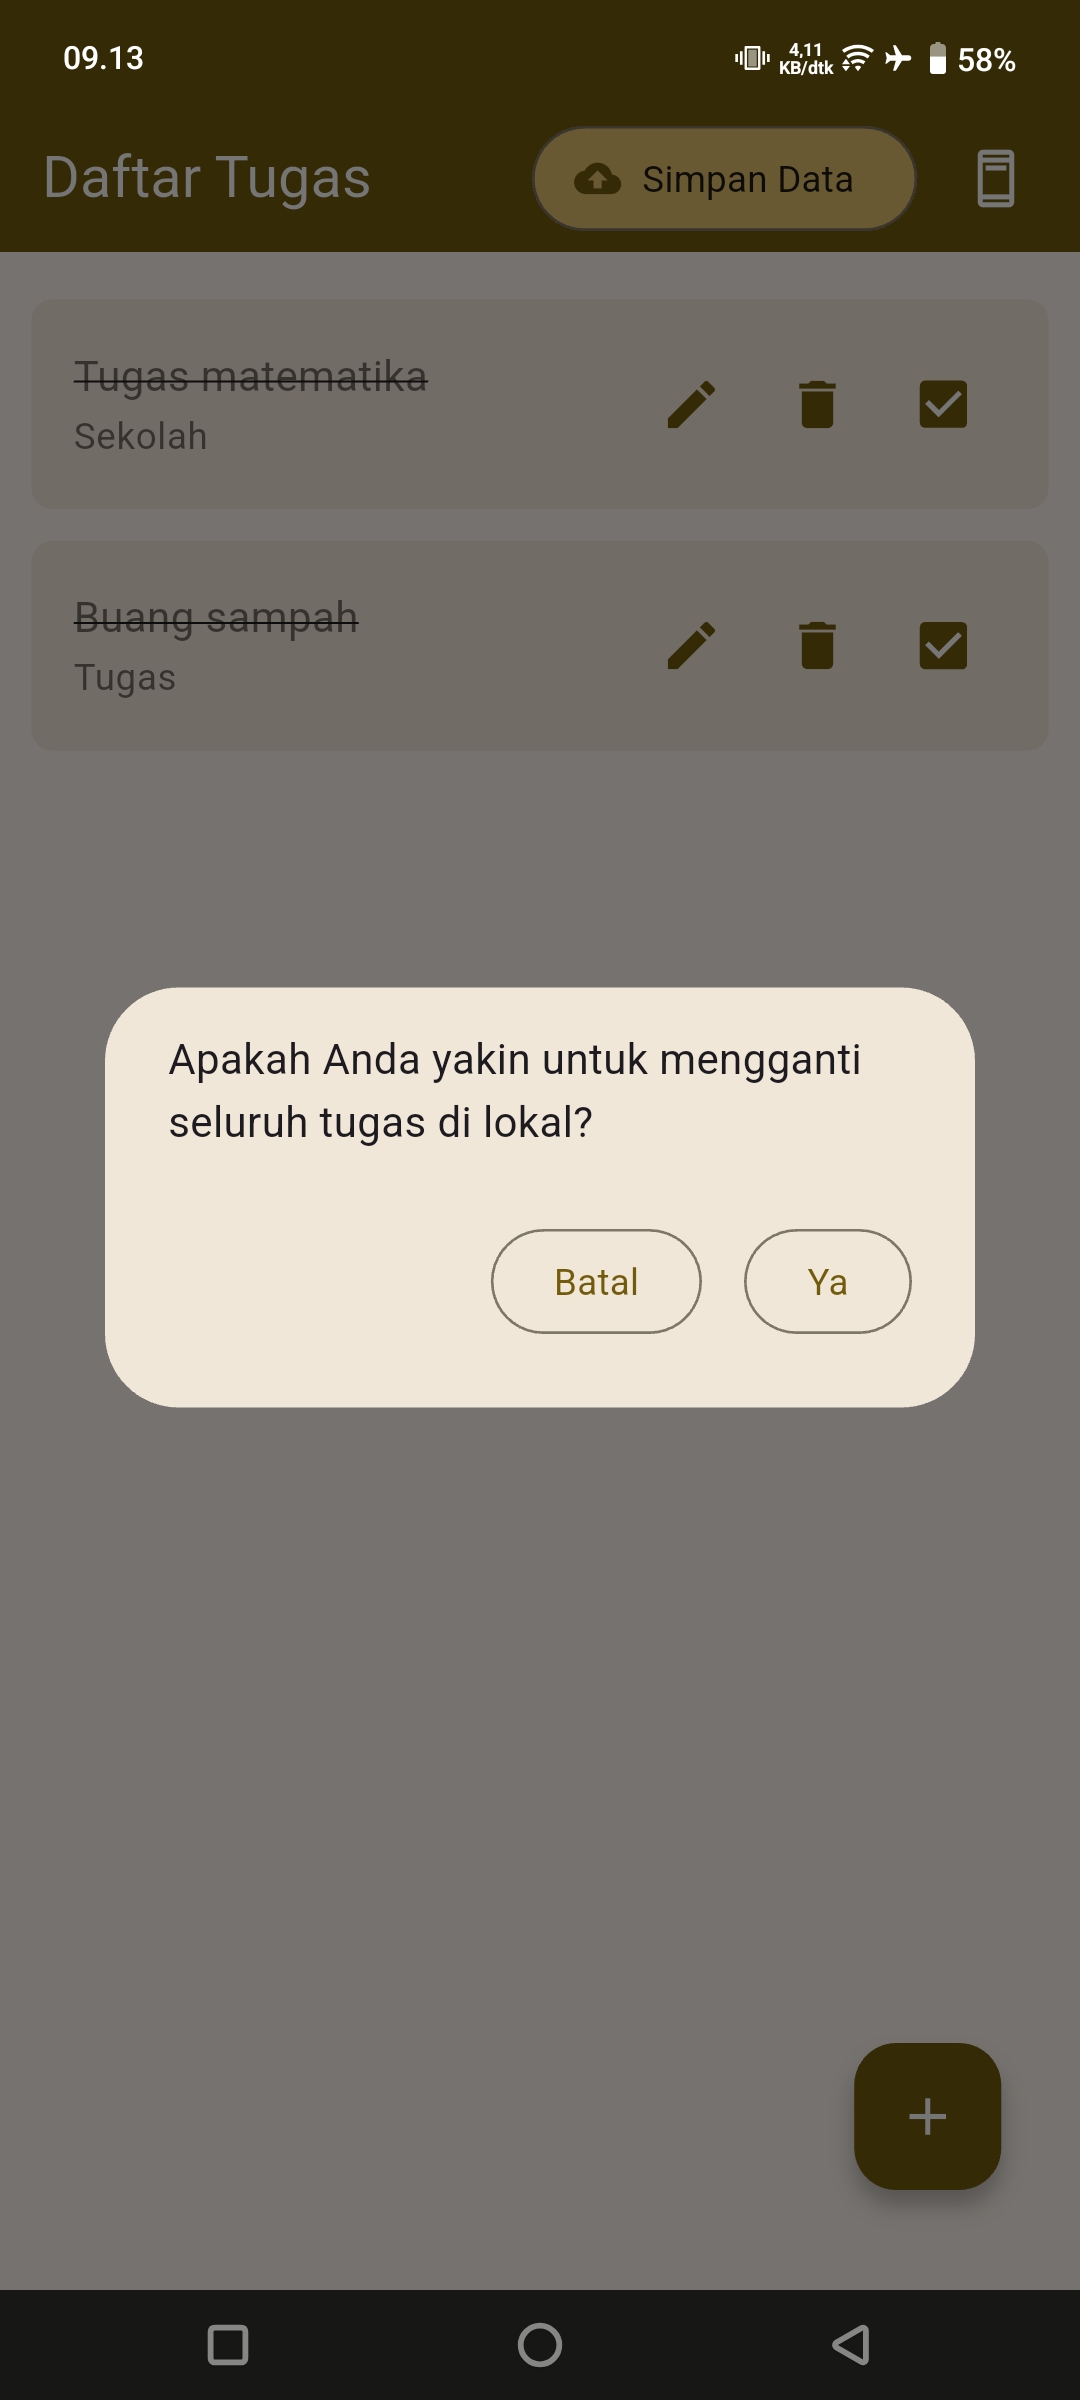 09.13
4,11
KB/dtk
58%
Daftar Tugas
Simpan Data
Tugas matematika
Sekolah
Buang sampah
Tugas
Apakah Anda yakin untuk mengganti
seluruh tugas di lokal?
Batal
Ya